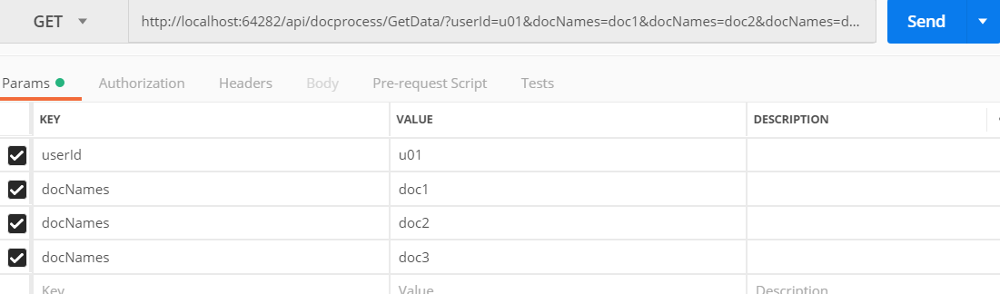 GET http://localhost:64282/api/docprocess/GetData/?userId=u01&docNames=doc1&docNames=doc2&docNames=d... Send
Params Authorization Headers Body Pre-request Script Tests
KEY VALUE DESCRIPTION
userId u01
docNames doc1
docNames doc2
docNames doc3
Key Value Description